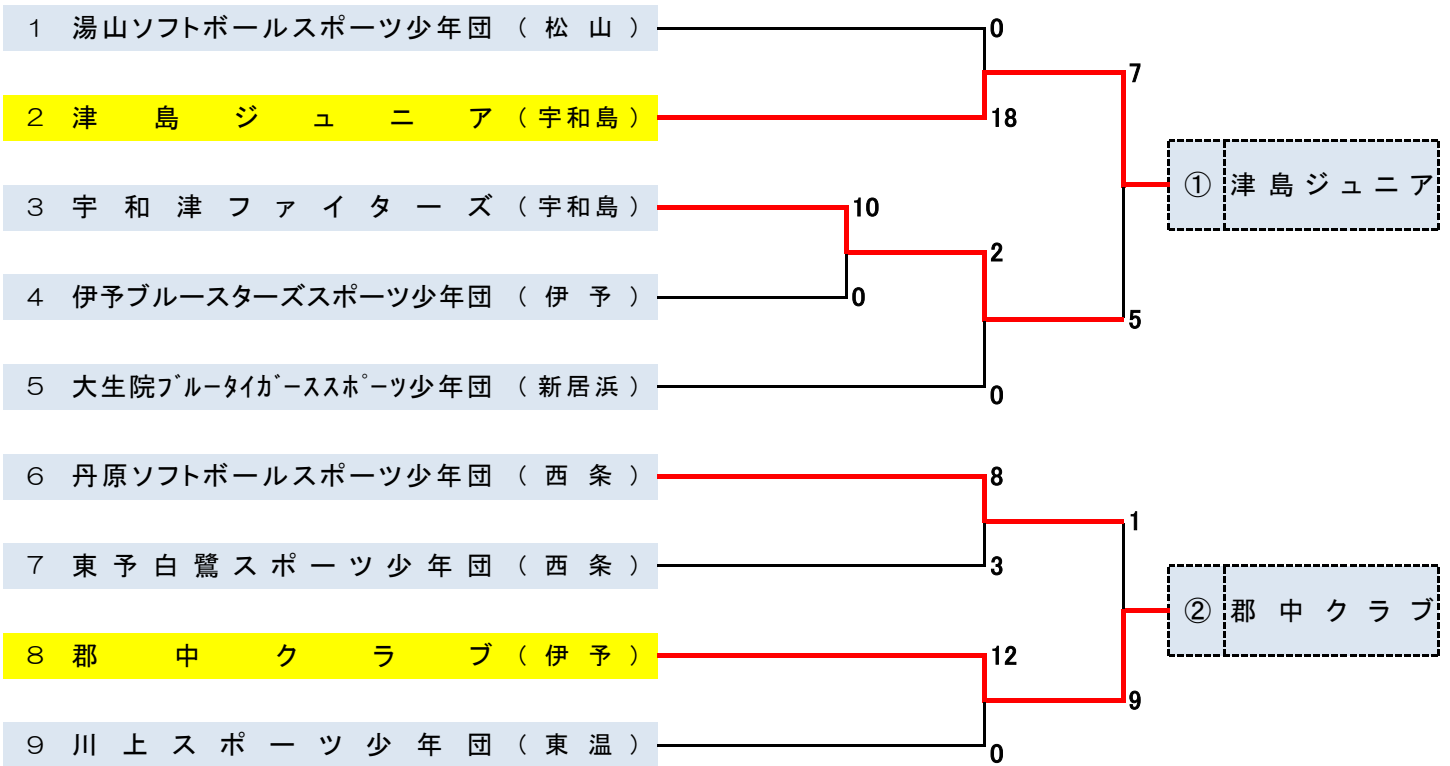 1 湯山ソフトボールスポーツ少年団 （ 松 山 ）
0
7
2 津島ジュニア （ 宇和島 ）
18
① 津島ジュニア
3 宇和津ファイターズ （ 宇和島 ）
10
2
4 伊予ブルースターズスポーツ少年団 （ 伊 予 ）
0
5
5 大生院ﾌﾞﾙｰﾀｲｶﾞｰｽスポーツ少年団 （ 新居浜 ）
0
6 丹原ソフトボールスポーツ少年団 （ 西 条 ）
8
1
7 東予白鷺スポーツ少年団 （ 西 条 ）
3
② 郡中クラブ
8 郡中クラブ （ 伊 予 ）
12
9
9 川上スポーツ少年団 （ 東 温 ）
0